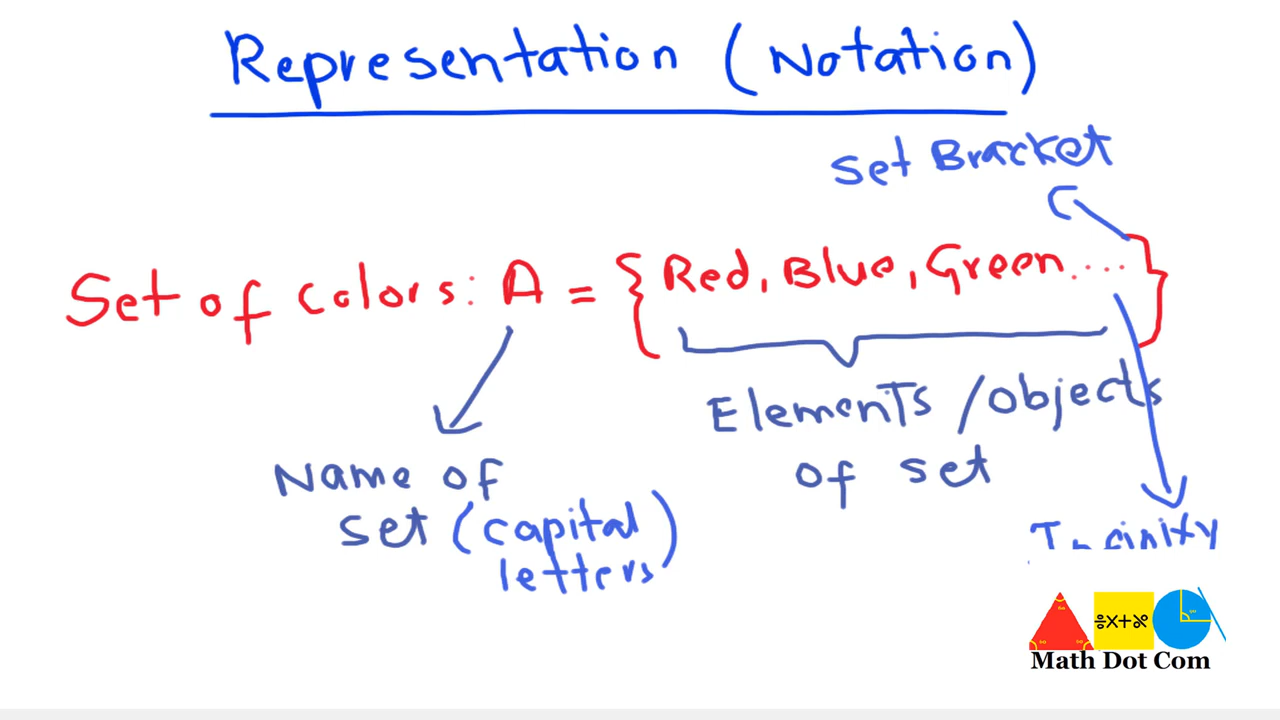 Representation (Notation)
Set Bracket
Set of colors: A = {Red, Blue, Green....}
Elements/objects
of set
Name of
set (capital
letters)
÷x+%
Math Dot Com